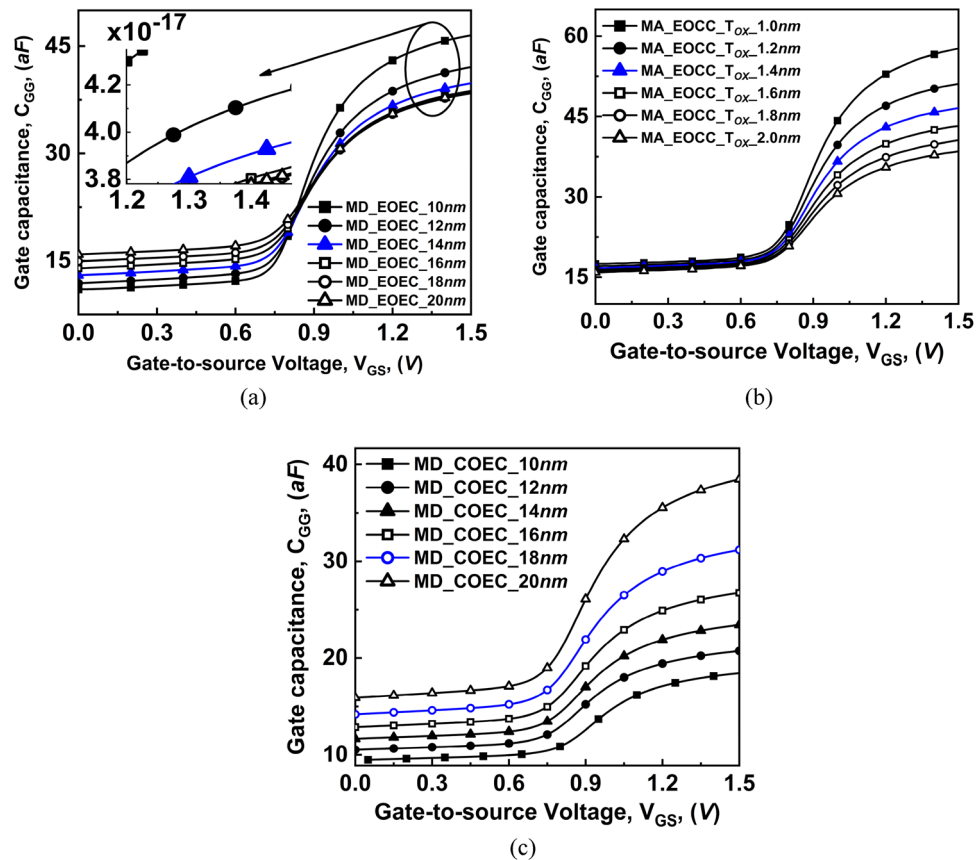 x10-17
4.2
4.0
3.8
1.2 1.3 1.4
45
30
15
Gate capacitance, CGG, (aF)
MD_EOEC_10nm
MD_EOEC_12nm
MD_EOEC_14nm
MD_EOEC_16nm
MD_EOEC_18nm
MD_EOEC_20nm
0.0 0.3 0.6 0.9 1.2 1.5
Gate-to-source Voltage, VGS, (V)
(a)
60
45
30
15
Gate capacitance, CGG, (aF)
MA_EOCC_TOX_1.0nm
MA_EOCC_TOX_1.2nm
MA_EOCC_TOX_1.4nm
MA_EOCC_TOX_1.6nm
MA_EOCC_TOX_1.8nm
MA_EOCC_TOX_2.0nm
0.0 0.3 0.6 0.9 1.2 1.5
Gate-to-source Voltage, VGS, (V)
(b)
40
30
20
10
Gate capacitance, CGG, (aF)
MD_COEC_10nm
MD_COEC_12nm
MD_COEC_14nm
MD_COEC_16nm
MD_COEC_18nm
MD_COEC_20nm
0.0 0.3 0.6 0.9 1.2 1.5
Gate-to-source Voltage, VGS, (V)
(c)